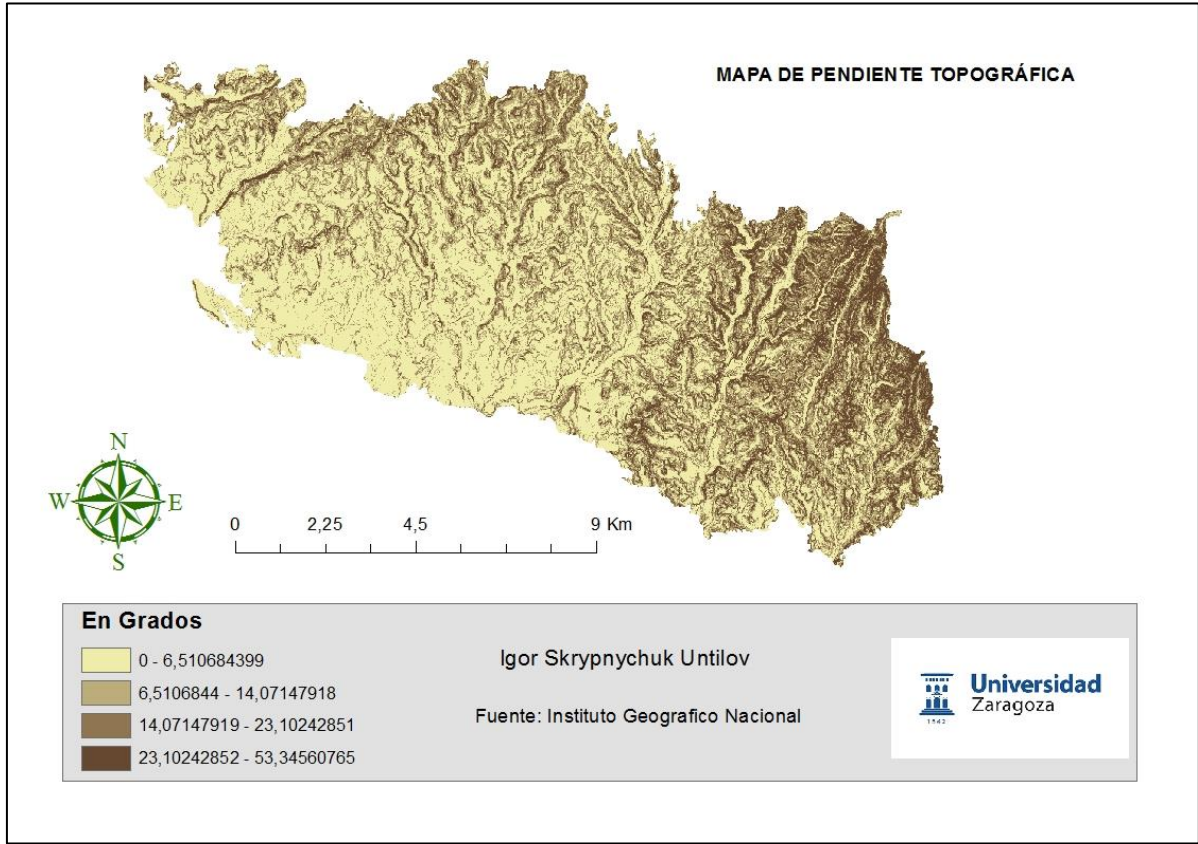 MAPA DE PENDIENTE TOPOGRÁFICA
N
W E
S
0 2,25 4,5 9 Km
En Grados
0 - 6,510684399
6,5106844 - 14,07147918
14,07147919 - 23,10242851
23,10242852 - 53,34560765
Igor Skrypnychuk Untilov
Fuente: Instituto Geografico Nacional
Universidad
Zaragoza
1542